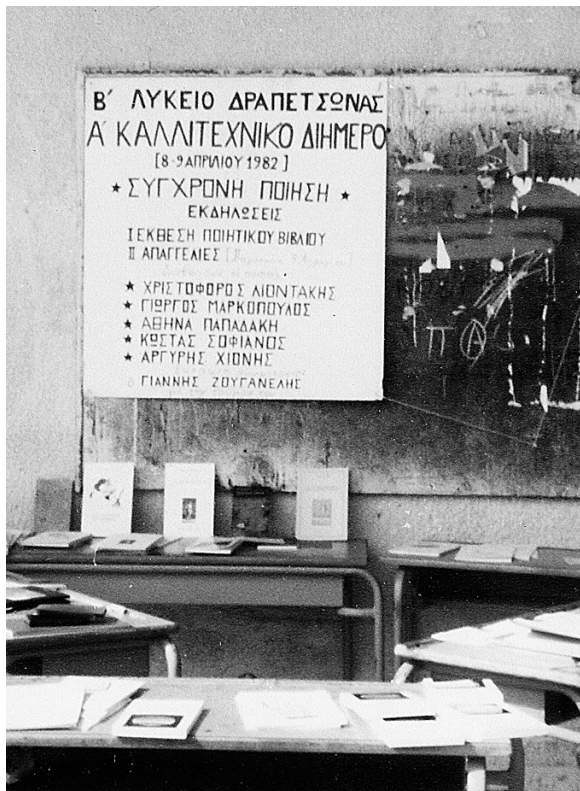 Β΄ ΛΥΚΕΙΟ ΔΡΑΠΕΤΣΩΝΑΣ
Α΄ ΚΑΛΛΙΤΕΧΝΙΚΟ ΔΙΗΜΕΡΟ
[8-9 ΑΠΡΙΛΙΟΥ 1982]
★ ΣΥΓΧΡΟΝΗ ΠΟΙΗΣΗ ★
ΕΚΔΗΛΩΣΕΙΣ
Ι ΕΚΘΕΣΗ ΠΟΙΗΤΙΚΟΥ ΒΙΒΛΙΟΥ
ΙΙ ΑΠΑΓΓΕΛΙΕΣ
★ ΧΡΙΣΤΟΦΟΡΟΣ ΛΙΟΝΤΑΚΗΣ
★ ΓΙΩΡΓΟΣ ΜΑΡΚΟΠΟΥΛΟΣ
★ ΑΘΗΝΑ ΠΑΠΑΔΑΚΗ
★ ΚΩΣΤΑΣ ΣΟΦΙΑΝΟΣ
★ ΑΡΓΥΡΗΣ ΧΙΟΝΗΣ
ο ΓΙΑΝΝΗΣ ΖΟΥΓΑΝΕΛΗΣ